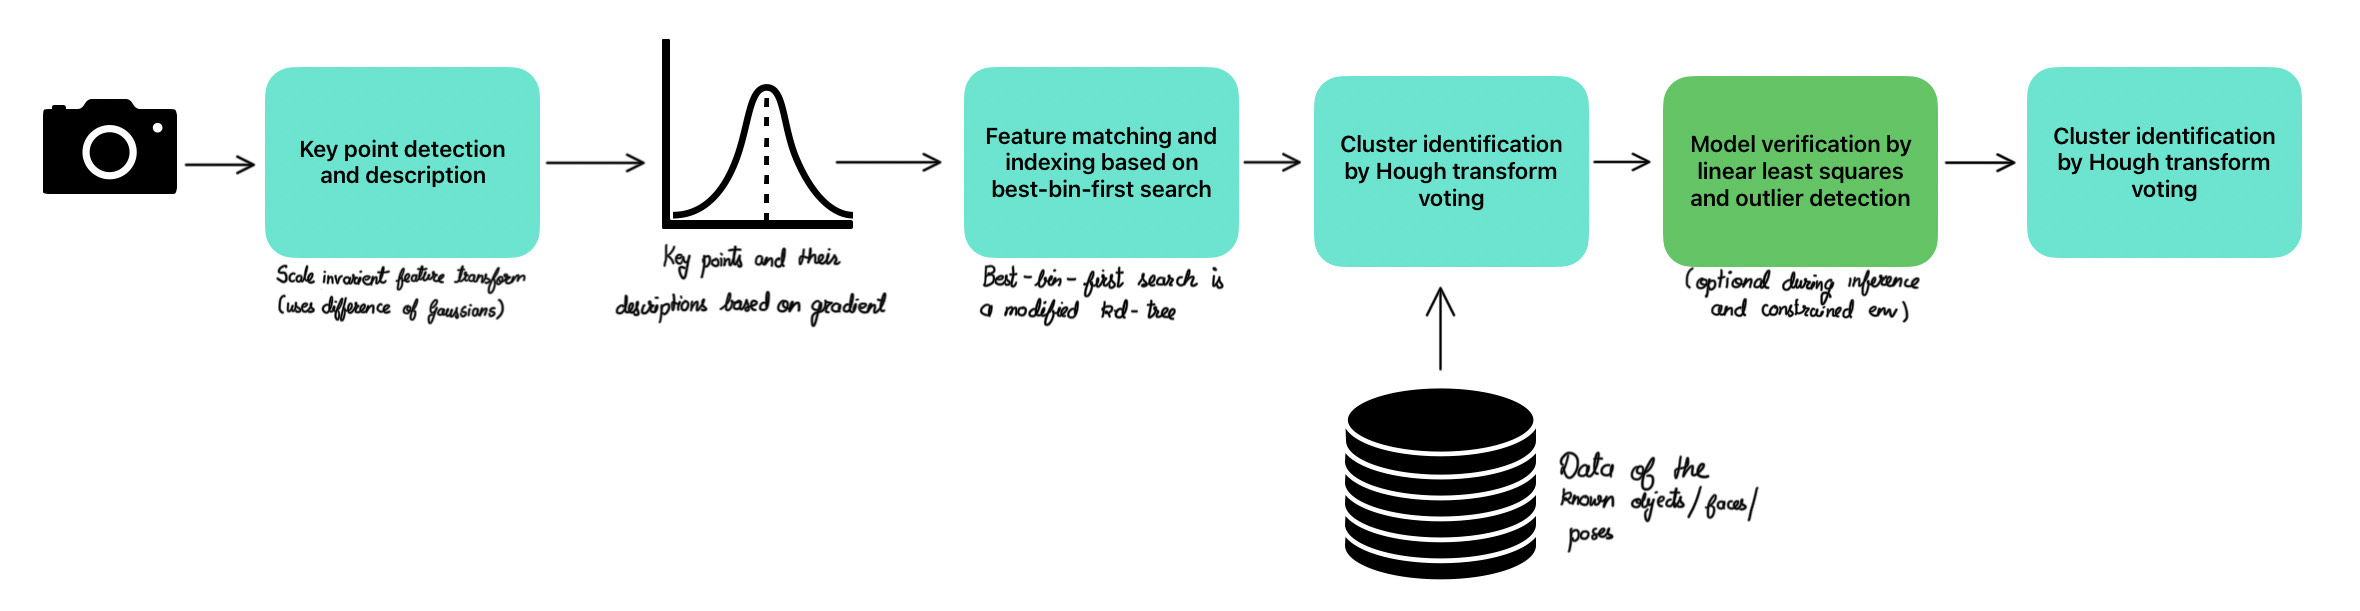 Key point detection
and description
Scale invarient feature transform
(uses difference of Gaussians)
Key points and their
descriptions based on gradient
Feature matching and
indexing based on
best-bin-first search
Best-bin-first search is
a modified kd-tree
Cluster identification
by Hough transform
voting
Data of the
known objects/faces/
poses
Model verification by
linear least squares
and outlier detection
(optional during inference
and constrained env)
Cluster identification
by Hough transform
voting